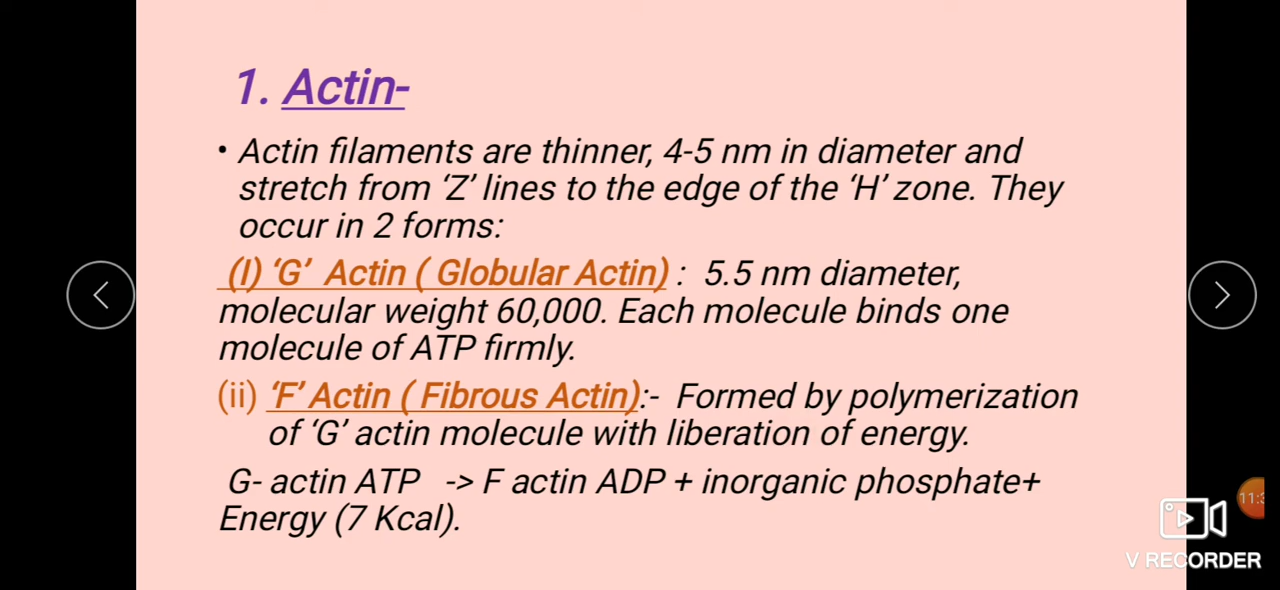 1. Actin-
• Actin filaments are thinner, 4-5 nm in diameter and
stretch from ‘Z’ lines to the edge of the ‘H’ zone. They
occur in 2 forms:
(I) ‘G’ Actin ( Globular Actin) : 5.5 nm diameter,
molecular weight 60,000. Each molecule binds one
molecule of ATP firmly.
(ii) ‘F’ Actin ( Fibrous Actin):- Formed by polymerization
of ‘G’ actin molecule with liberation of energy.
G- actin ATP -> F actin ADP + inorganic phosphate+
Energy (7 Kcal).
V RECORDER